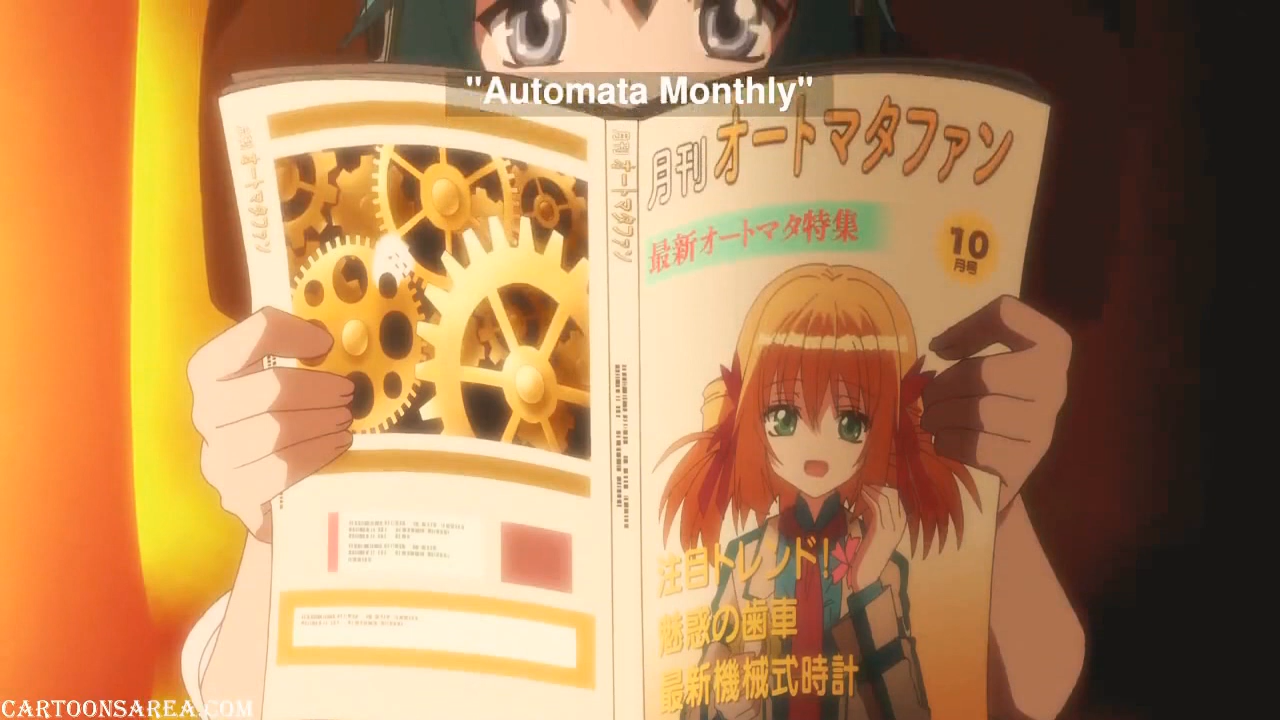 "Automata Monthly"
月刊 オートマタファン
最新オートマタ特集
10
月号
注目トレンド!
魅惑の歯車
最新機械式時計
月刊 オートマタファン
オートマタファン
CARTOONSAREA.COM